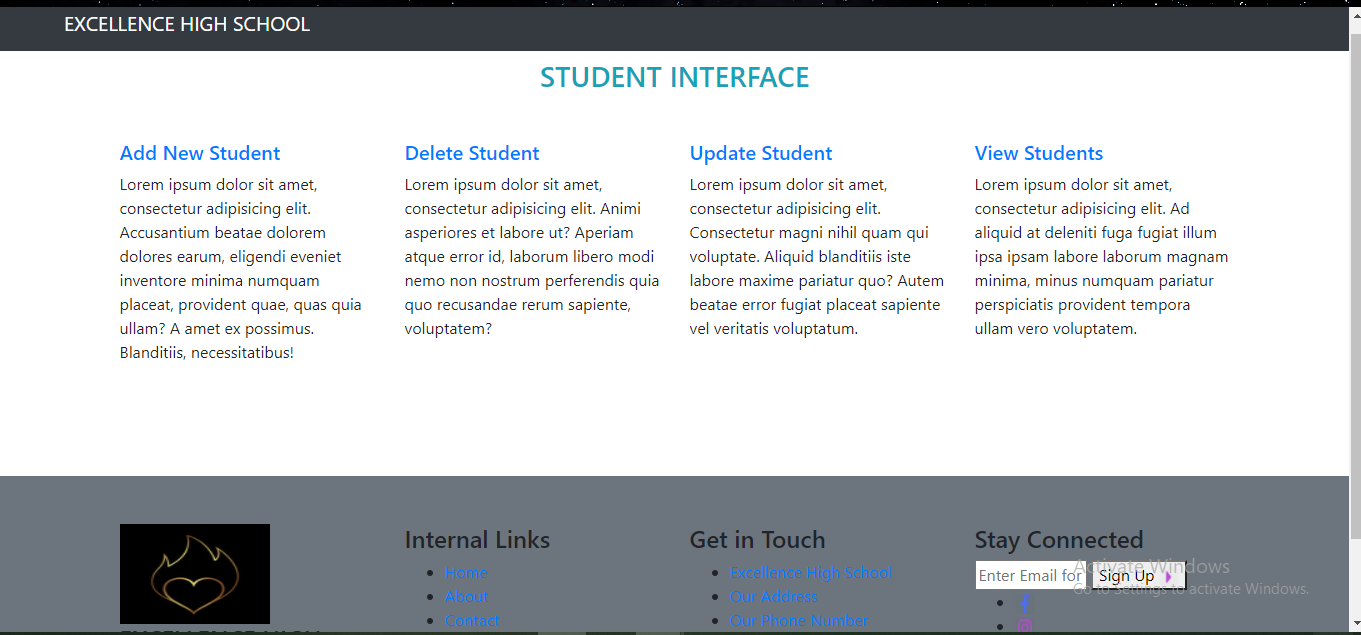 EXCELLENCE HIGH SCHOOL
STUDENT INTERFACE
Add New Student
Lorem ipsum dolor sit amet,
consectetur adipisicing elit.
Accusantium beatae dolorem
dolores earum, eligendi eveniet
inventore minima numquam
placeat, provident quae, quas quia
ullam? A amet ex possimus.
Blanditiis, necessitatibus!
Delete Student
Lorem ipsum dolor sit amet,
consectetur adipisicing elit. Animi
asperiores et labore ut? Aperiam
atque error id, laborum libero modi
nemo non nostrum perferendis quia
quo recusandae rerum sapiente,
voluptatem?
Update Student
Lorem ipsum dolor sit amet,
consectetur adipisicing elit.
Consectetur magni nihil quam qui
voluptate. Aliquid blanditiis iste
labore maxime pariatur quo? Autem
beatae error fugiat placeat sapiente
vel veritatis voluptatum.
View Students
Lorem ipsum dolor sit amet,
consectetur adipisicing elit. Ad
aliquid at deleniti fuga fugiat illum
ipsa ipsam labore laborum magnam
minima, minus numquam pariatur
perspiciatis provident tempora
ullam vero voluptatem.
EXCELLENCE HIGH
Internal Links
Home
About
Contact
Get in Touch
Excellence High School
Our Address
Our Phone Number
Stay Connected
Enter Email for
Sign Up
Activate Windows
Go to Settings to activate Windows.